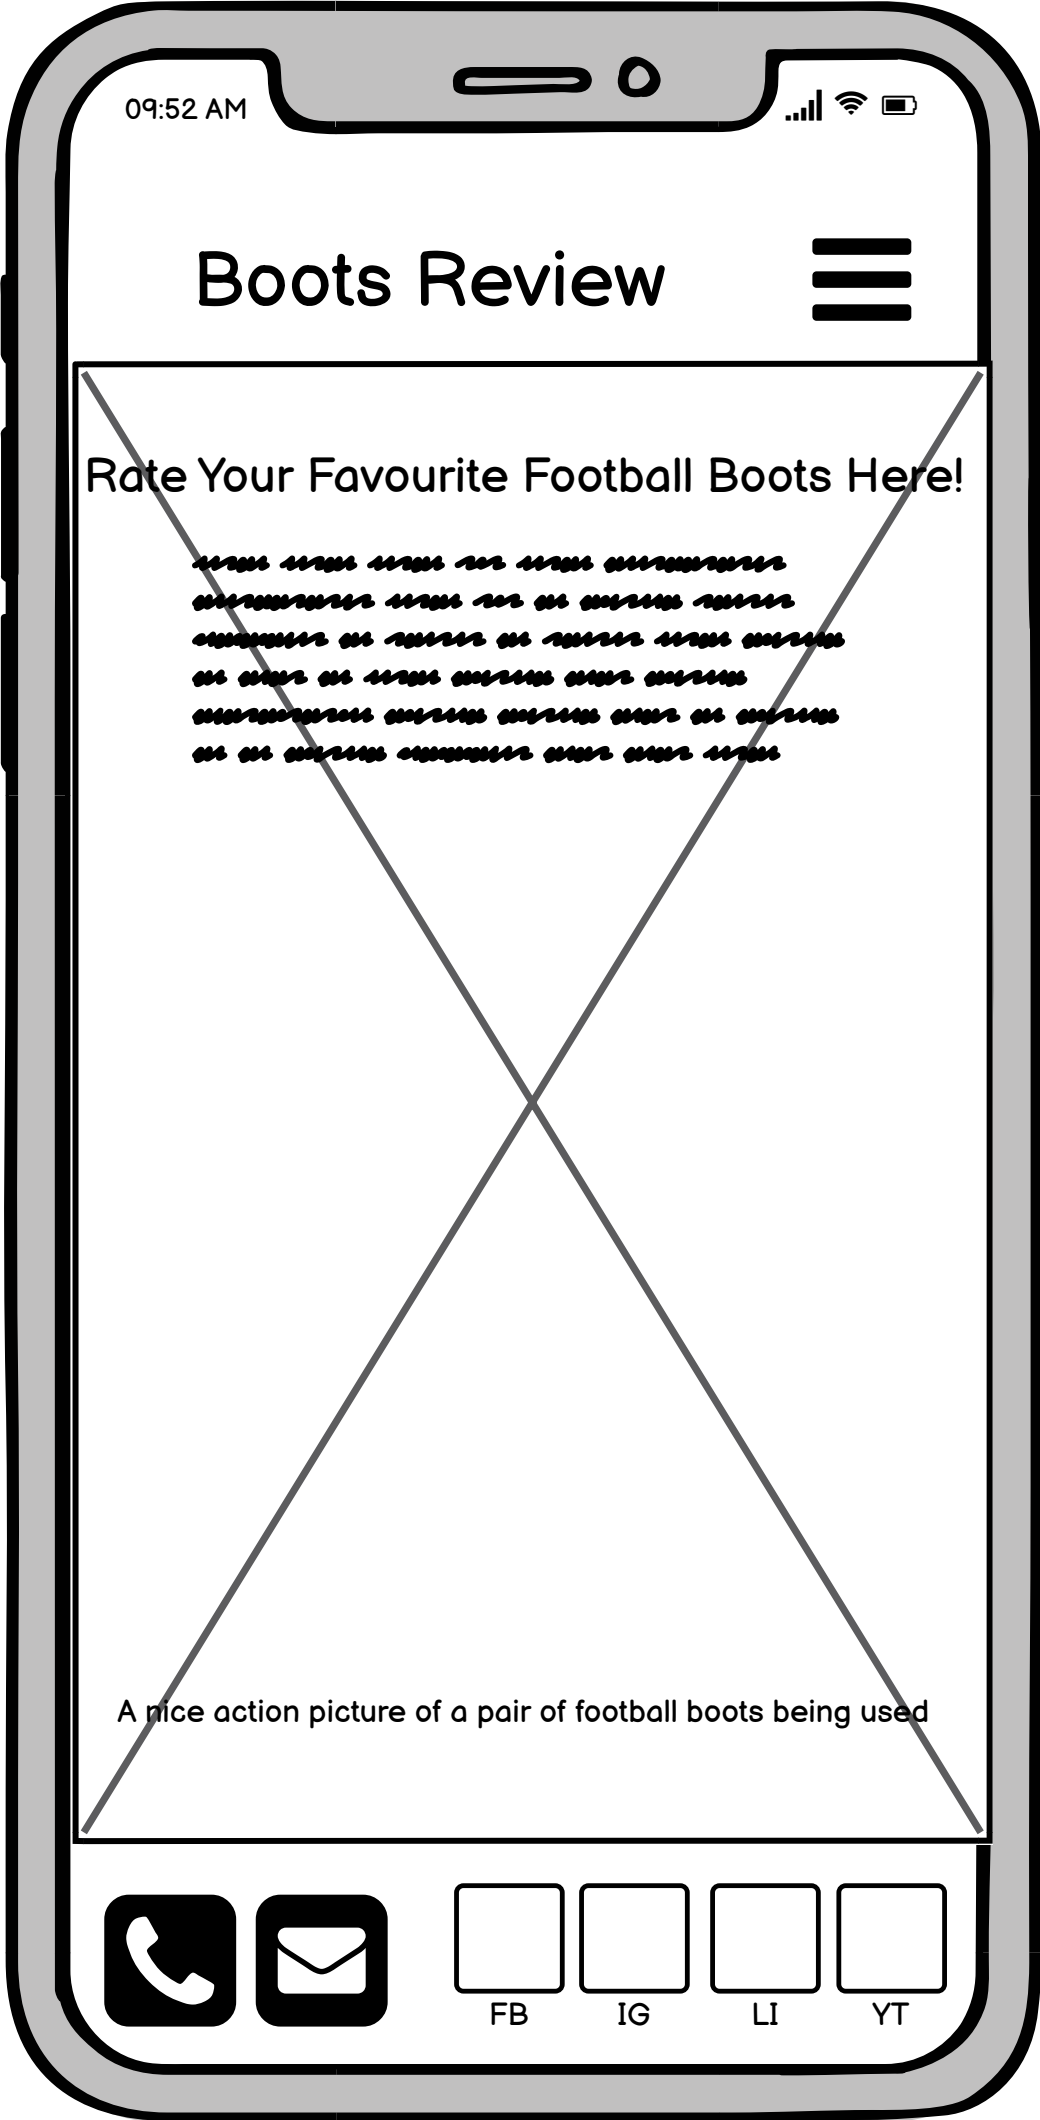 09:52 AM
Boots Review
Rate Your Favourite Football Boots Here!
A nice action picture of a pair of football boots being used
FB IG LI YT